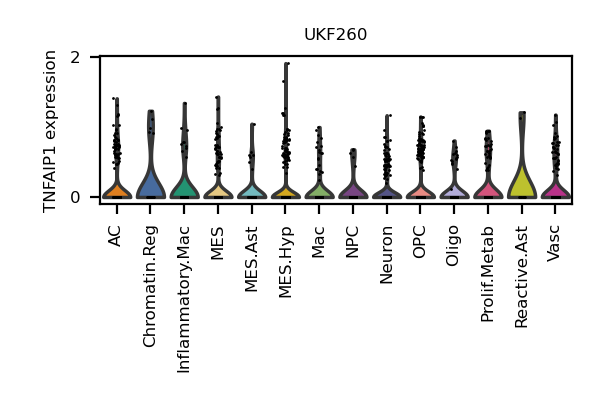 UKF260
TNFAIP1 expression
2
0
AC
Chromatin.Reg
Inflammatory.Mac
MES
MES.Ast
MES.Hyp
Mac
NPC
Neuron
OPC
Oligo
Prolif.Metab
Reactive.Ast
Vasc